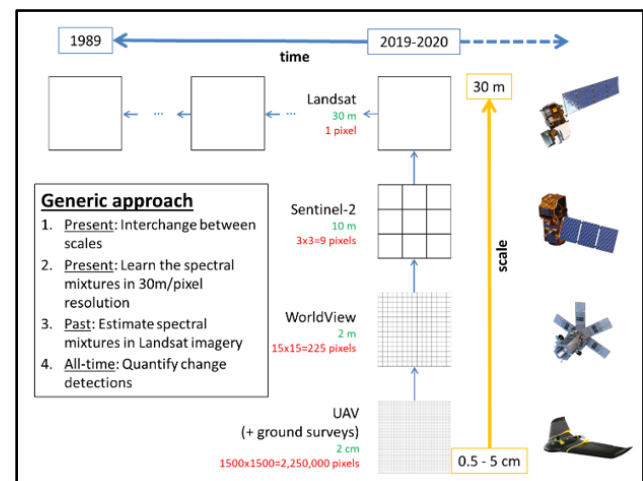 1989
2019-2020
time
Landsat
30 m
1 pixel
... ...
30 m
Generic approach
1. Present: Interchange between
scales
2. Present: Learn the spectral
mixtures in 30m/pixel
resolution
3. Past: Estimate spectral
mixtures in Landsat imagery
4. All-time: Quantify change
detections
Sentinel-2
10 m
3x3=9 pixels
scale
WorldView
2 m
15x15=225 pixels
UAV
(+ ground surveys)
2 cm
1500x1500=2,250,000 pixels
0.5 - 5 cm